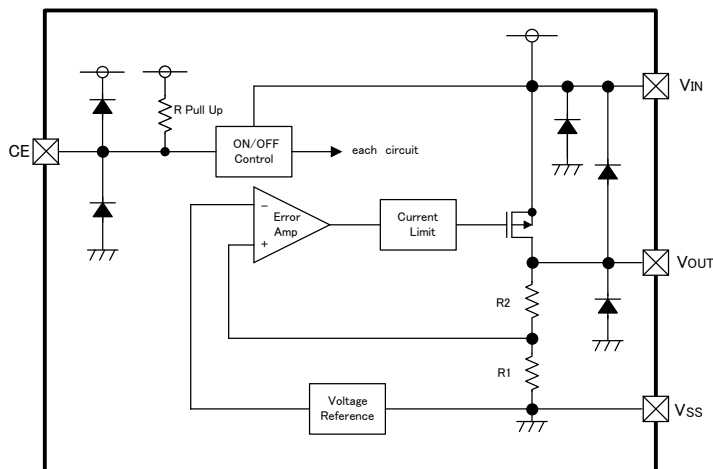 R Pull Up
VIN
CE
ON/OFF
Control
each circuit
−
Error
Amp
+
Current
Limit
VOUT
R2
R1
Voltage
Reference
VSS